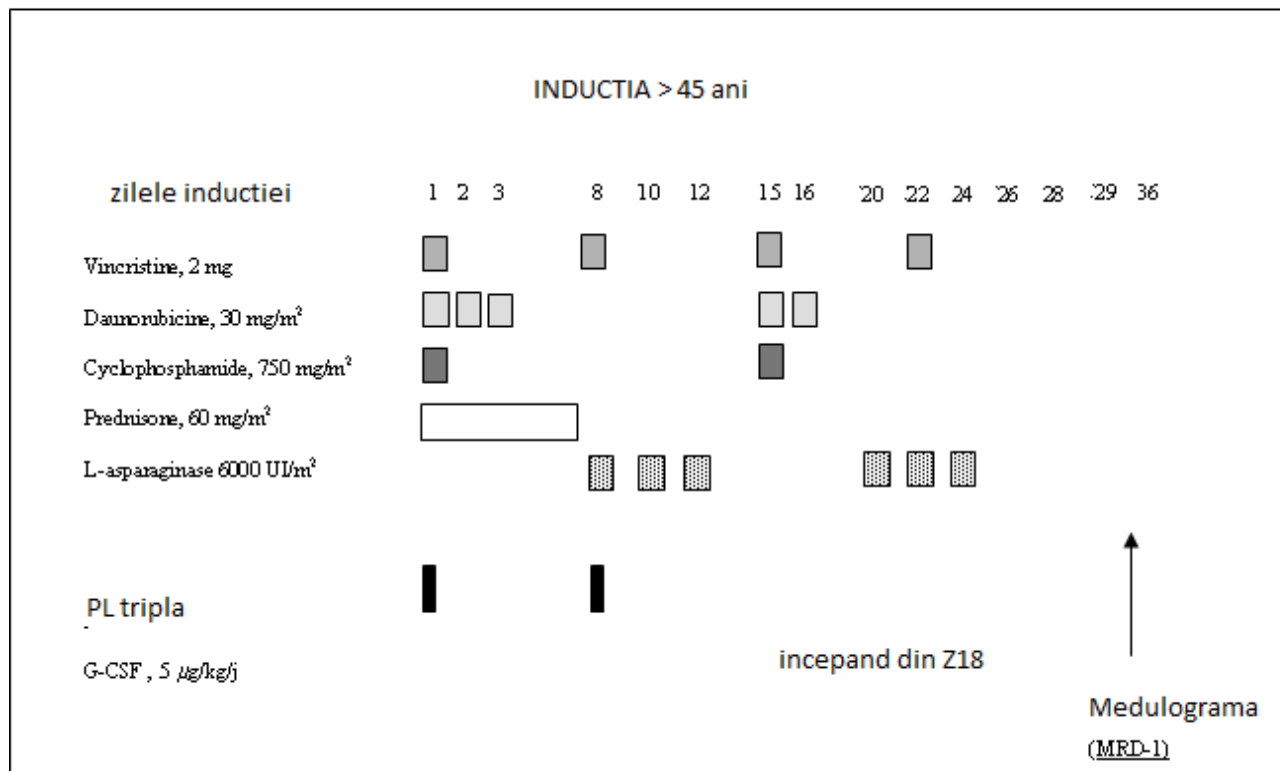 INDUCTIA > 45 ani
zilele inductiei 1 2 3 8 10 12 15 16 20 22 24 26 28 29 36
Vincristine, 2 mg
Daunorubicine, 30 mg/m²
Cyclophosphamide, 750 mg/m²
Prednisone, 60 mg/m²
L-asparaginase 6000 UI/m²
PL tripla
G-CSF , 5 µg/kg/j
incepand din Z18
Medulograma
(MRD-1)